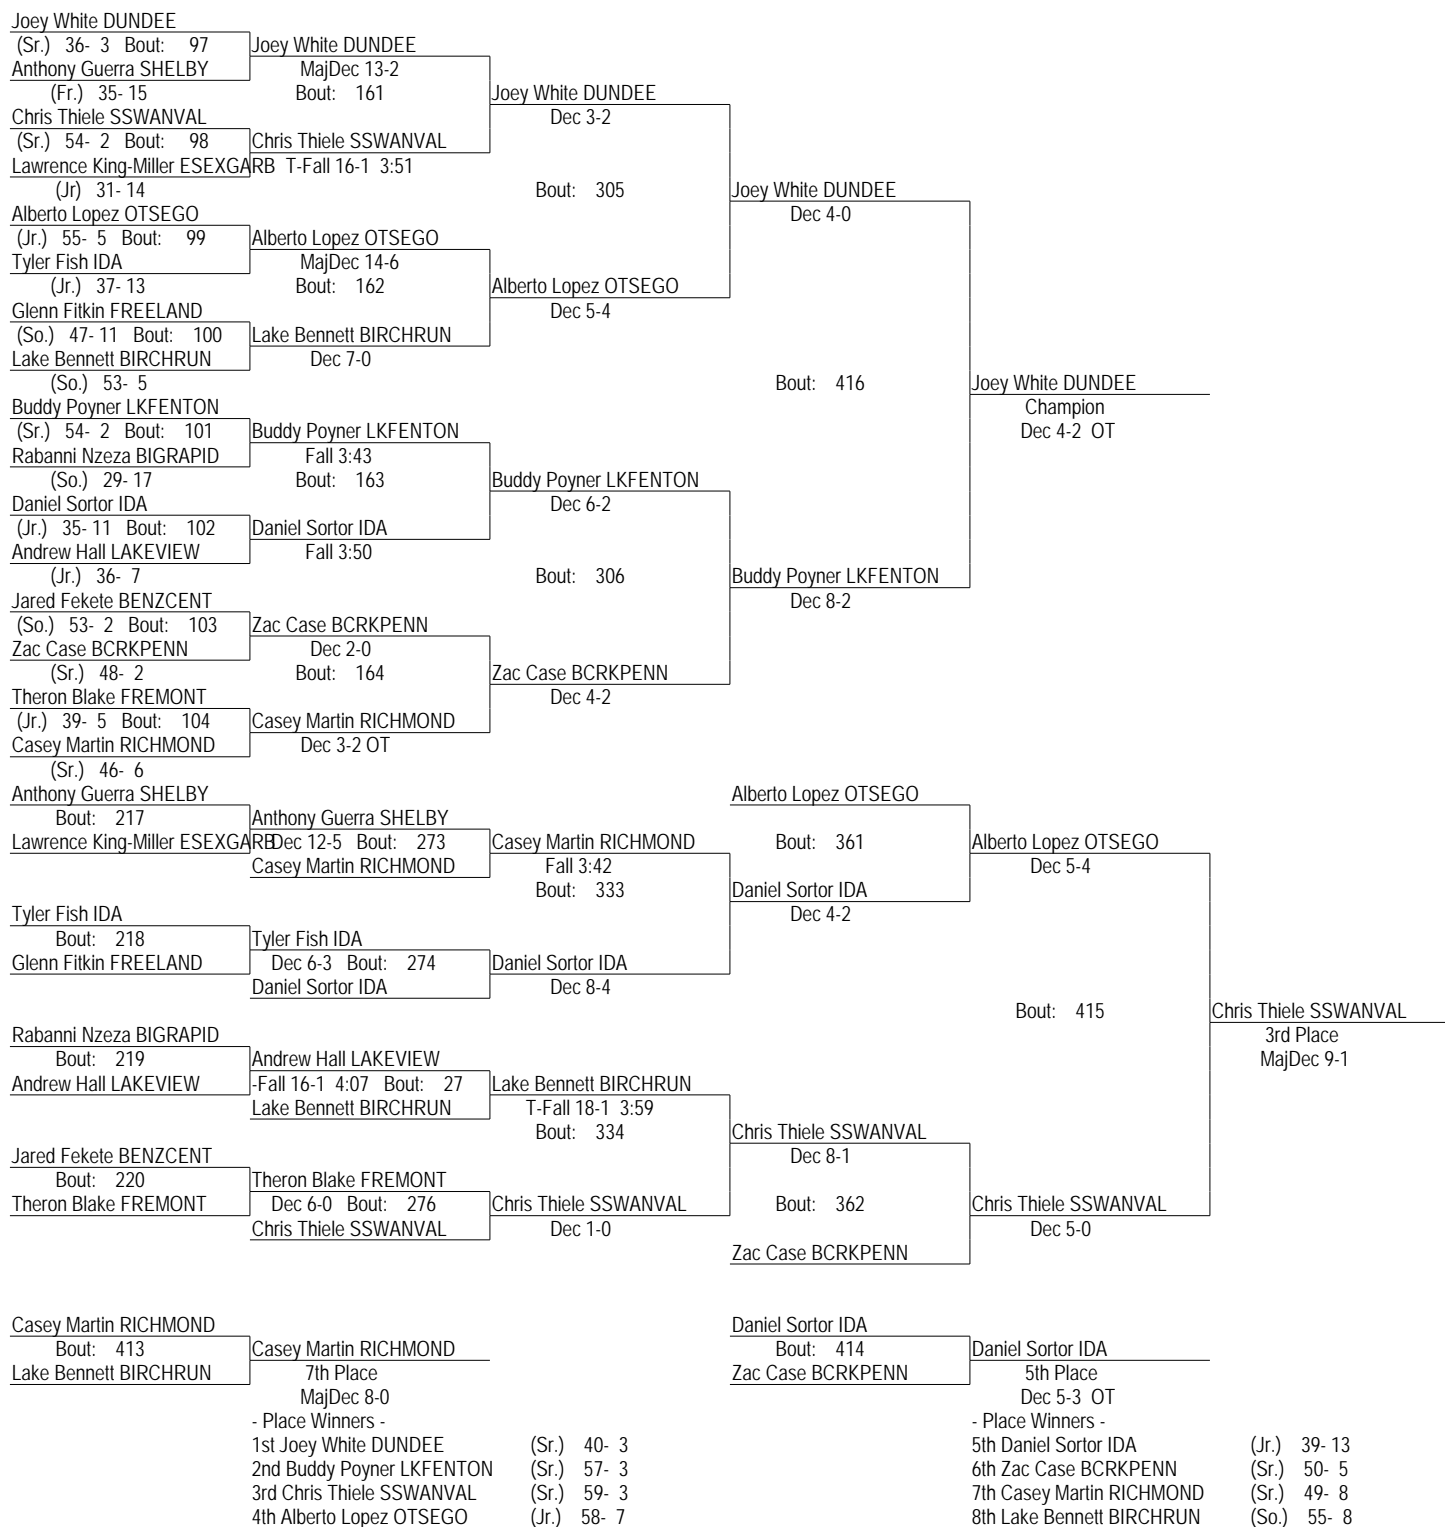 Joey White DUNDEE
(Sr.) 36- 3 Bout: 97 Joey White DUNDEE
Anthony Guerra SHELBY MajDec 13-2
(Fr.) 35- 15 Bout: 161 Joey White DUNDEE
Chris Thiele SSWANVAL Dec 3-2
(Sr.) 54- 2 Bout: 98 Chris Thiele SSWANVAL
Lawrence King-Miller ESEXGARB T-Fall 16-1 3:51
(Jr) 31- 14 Bout: 305 Joey White DUNDEE
Alberto Lopez OTSEGO Dec 4-0
(Jr.) 55- 5 Bout: 99 Alberto Lopez OTSEGO
Tyler Fish IDA MajDec 14-6
(Jr.) 37- 13 Bout: 162 Alberto Lopez OTSEGO
Glenn Fitkin FREELAND Dec 5-4
(So.) 47- 11 Bout: 100 Lake Bennett BIRCHRUN
Lake Bennett BIRCHRUN Dec 7-0
(So.) 53- 5 Bout: 416 Joey White DUNDEE
Buddy Poyner LKFENTON Champion
(Sr.) 54- 2 Bout: 101 Buddy Poyner LKFENTON Dec 4-2 OT
Rabanni Nzeza BIGRAPID Fall 3:43
(So.) 29- 17 Bout: 163 Buddy Poyner LKFENTON
Daniel Sortor IDA Dec 6-2
(Jr.) 35- 11 Bout: 102 Daniel Sortor IDA
Andrew Hall LAKEVIEW Fall 3:50
(Jr.) 36- 7 Bout: 306 Buddy Poyner LKFENTON
Jared Fekete BENZCENT Dec 8-2
(So.) 53- 2 Bout: 103 Zac Case BCRKPENN
Zac Case BCRKPENN Dec 2-0
(Sr.) 48- 2 Bout: 164 Zac Case BCRKPENN
Theron Blake FREMONT Dec 4-2
(Jr.) 39- 5 Bout: 104 Casey Martin RICHMOND
Casey Martin RICHMOND Dec 3-2 OT
(Sr.) 46- 6
Anthony Guerra SHELBY Alberto Lopez OTSEGO
Bout: 217 Anthony Guerra SHELBY
Lawrence King-Miller ESEXGARB Dec 12-5 Bout: 273 Casey Martin RICHMOND Bout: 361 Alberto Lopez OTSEGO
Casey Martin RICHMOND Fall 3:42 Dec 5-4
Bout: 333 Daniel Sortor IDA
Tyler Fish IDA Dec 4-2
Bout: 218 Tyler Fish IDA
Glenn Fitkin FREELAND Dec 6-3 Bout: 274 Daniel Sortor IDA
Daniel Sortor IDA Dec 8-4
Bout: 415 Chris Thiele SSWANVAL
Rabanni Nzeza BIGRAPID 3rd Place
Bout: 219 Andrew Hall LAKEVIEW MajDec 9-1
Andrew Hall LAKEVIEW -Fall 16-1 4:07 Bout: 27 Lake Bennett BIRCHRUN
Lake Bennett BIRCHRUN T-Fall 18-1 3:59
Bout: 334 Chris Thiele SSWANVAL
Jared Fekete BENZCENT Dec 8-1
Bout: 220 Theron Blake FREMONT
Theron Blake FREMONT Dec 6-0 Bout: 276 Chris Thiele SSWANVAL Bout: 362 Chris Thiele SSWANVAL
Chris Thiele SSWANVAL Dec 1-0 Dec 5-0
Zac Case BCRKPENN
Casey Martin RICHMOND Daniel Sortor IDA
Bout: 413 Casey Martin RICHMOND Bout: 414 Daniel Sortor IDA
Lake Bennett BIRCHRUN 7th Place Zac Case BCRKPENN 5th Place
MajDec 8-0 Dec 5-3 OT
- Place Winners - - Place Winners -
1st Joey White DUNDEE (Sr.) 40- 3 5th Daniel Sortor IDA (Jr.) 39- 13
2nd Buddy Poyner LKFENTON (Sr.) 57- 3 6th Zac Case BCRKPENN (Sr.) 50- 5
3rd Chris Thiele SSWANVAL (Sr.) 59- 3 7th Casey Martin RICHMOND (Sr.) 49- 8
4th Alberto Lopez OTSEGO (Jr.) 58- 7 8th Lake Bennett BIRCHRUN (So.) 55- 8